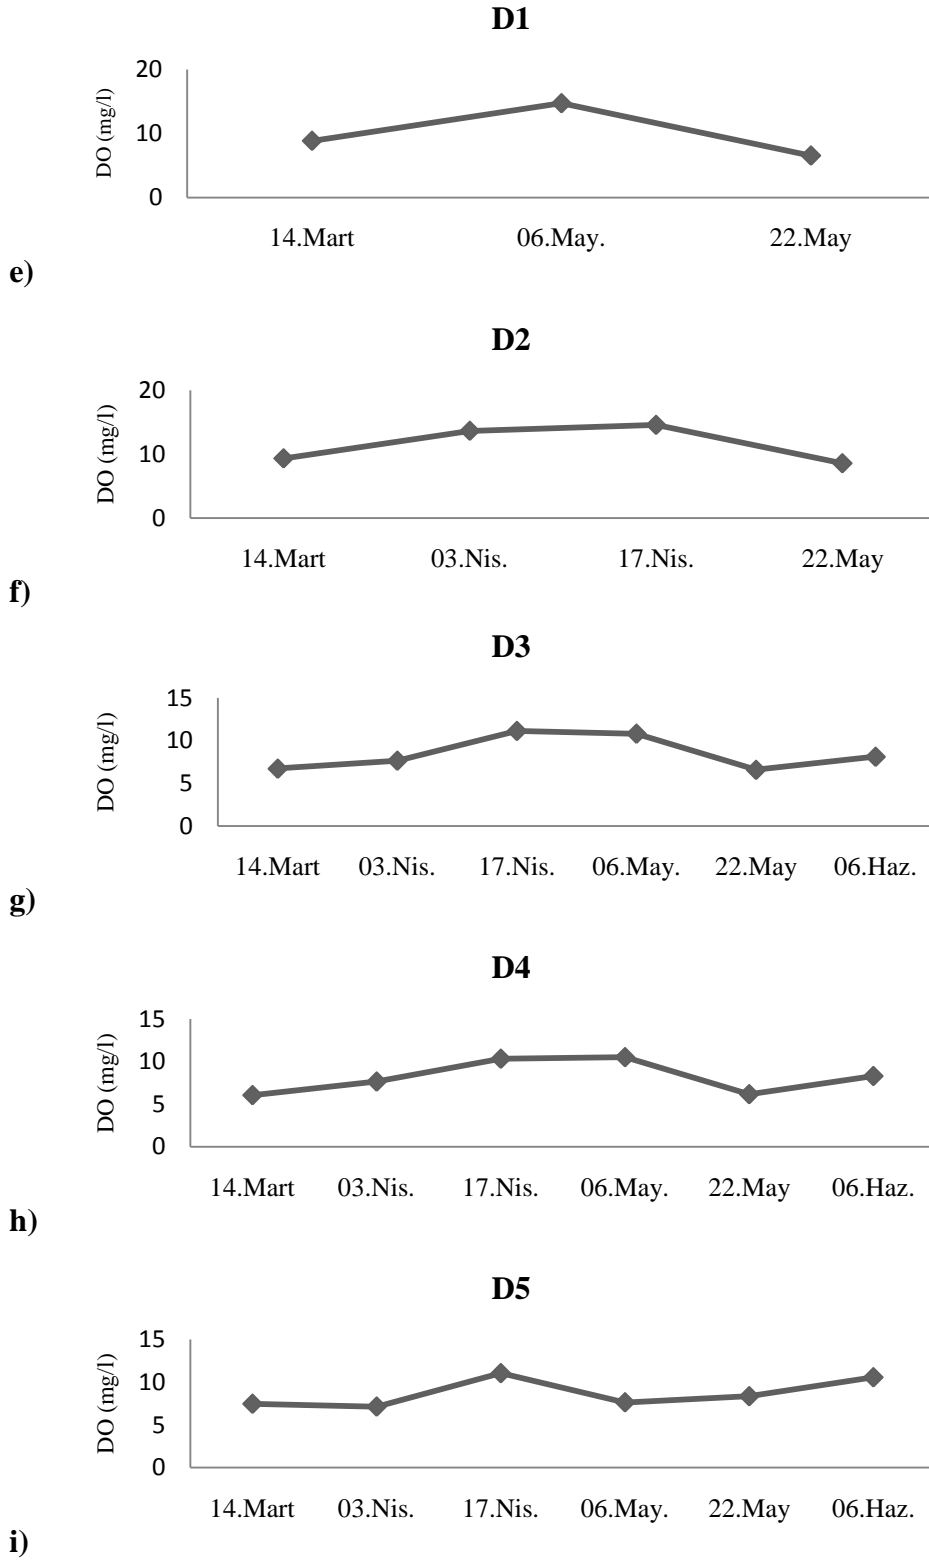 D1
20
10
0
DO (mg/l)
14.Mart 06.May. 22.May
e)
D2
20
10
0
DO (mg/l)
14.Mart 03.Nis. 17.Nis. 22.May
f)
D3
15
10
5
0
DO (mg/l)
14.Mart 03.Nis. 17.Nis. 06.May. 22.May 06.Haz.
g)
D4
15
10
5
0
DO (mg/l)
14.Mart 03.Nis. 17.Nis. 06.May. 22.May 06.Haz.
h)
D5
15
10
5
0
DO (mg/l)
14.Mart 03.Nis. 17.Nis. 06.May. 22.May 06.Haz.
i)